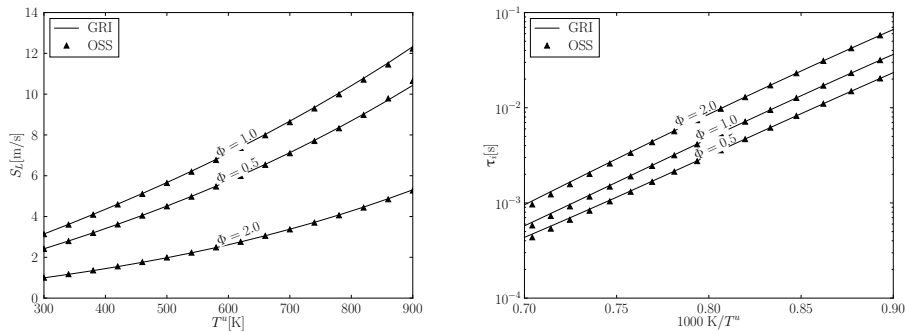 14
12
10
8
6
4
2
0
S_L[m/s]
GRI
OSS
Φ=1.0
Φ=0.5
Φ=2.0
300 400 500 600 700 800 900
T^u[K]
10^{-1}
10^{-2}
10^{-3}
10^{-4}
τ_i[s]
GRI
OSS
Φ=2.0
Φ=1.0
Φ=0.5
0.70 0.75 0.80 0.85 0.90
1000 K/T^u